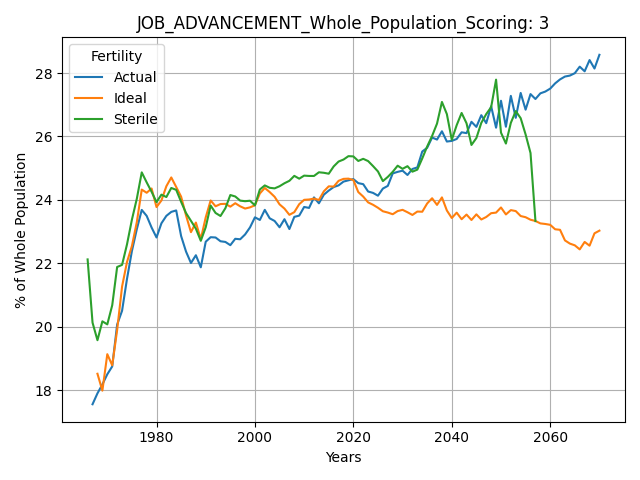 JOB_ADVANCEMENT_Whole_Population_Scoring: 3
Fertility
Actual
Ideal
Sterile
% of Whole Population
28
26
24
22
20
18
1980
2000
2020
2040
2060
Years